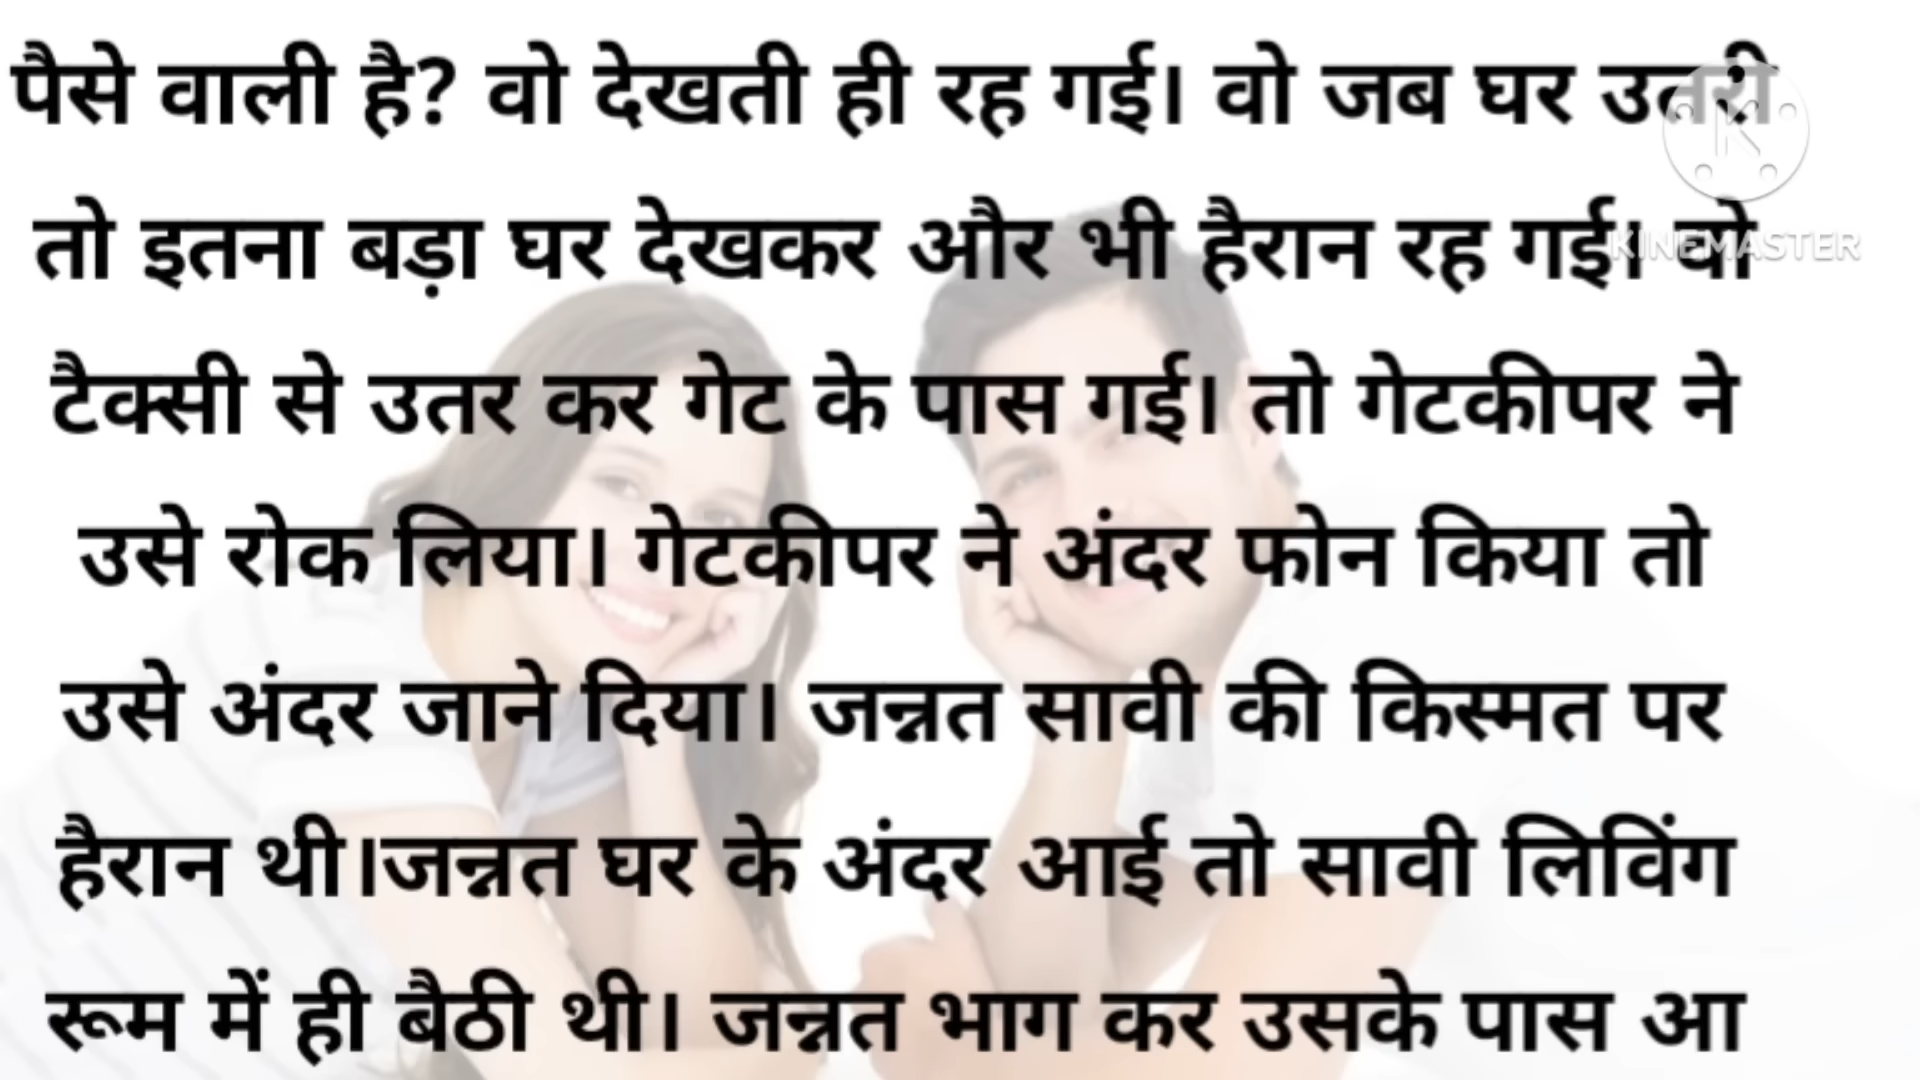 पैसे वाली है? वो देखती ही रह गई। वो जब घर उतरी
तो इतना बड़ा घर देखकर और भी हैरान रह गई। वो
KINEMASTER
टैक्सी से उतर कर गेट के पास गई। तो गेटकीपर ने
उसे रोक लिया। गेटकीपर ने अंदर फोन किया तो
उसे अंदर जाने दिया। जन्नत सावी की किस्मत पर
हैरान थी।जन्नत घर के अंदर आई तो सावी लिविंग
रूम में ही बैठी थी। जन्नत भाग कर उसके पास आ